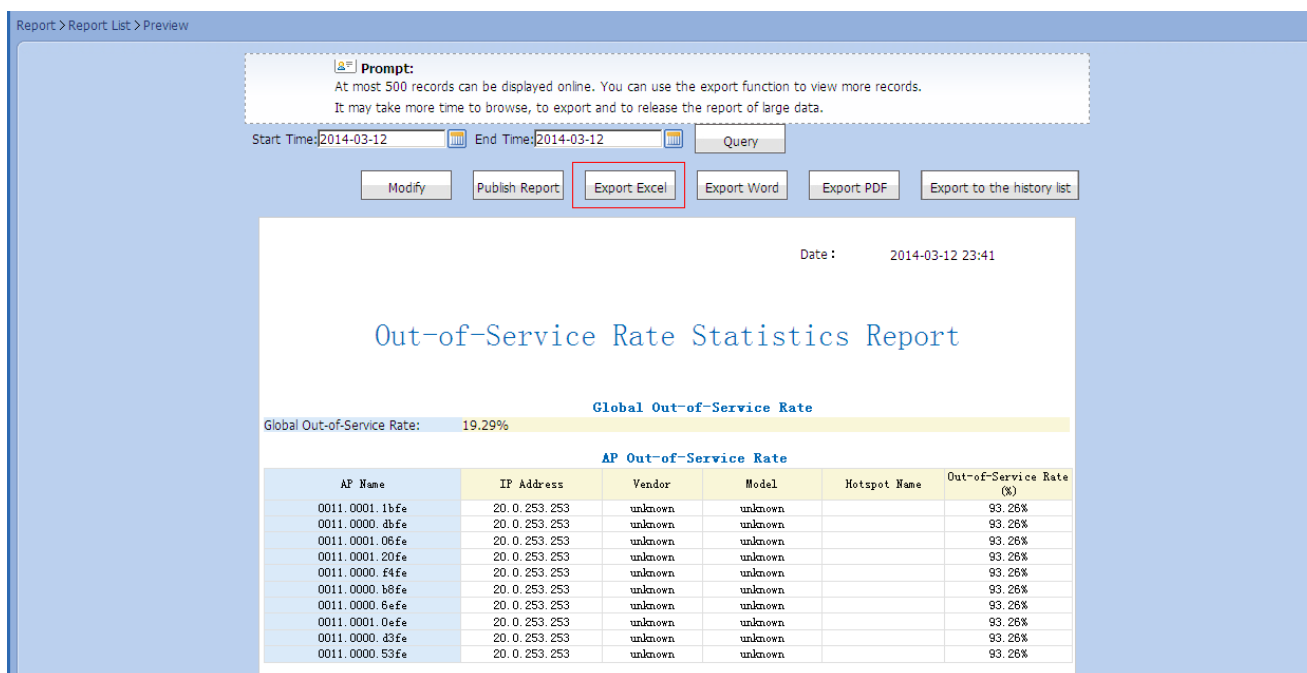 Report > Report List > Preview
Prompt:
At most 500 records can be displayed online. You can use the export function to view more records.
It may take more time to browse, to export and to release the report of large data.
Start Time: 2014-03-12 End Time: 2014-03-12 Query
Modify Publish Report Export Excel Export Word Export PDF Export to the history list
Date : 2014-03-12 23:41
Out-of-Service Rate Statistics Report
Global Out-of-Service Rate
Global Out-of-Service Rate: 19.29%
AP Out-of-Service Rate
AP Name IP Address Vendor Model Hotspot Name Out-of-Service Rate (%)
0011.0001.1bfe 20.0.253.253 unknown unknown 93.26%
0011.0000.dbfe 20.0.253.253 unknown unknown 93.26%
0011.0001.06fe 20.0.253.253 unknown unknown 93.26%
0011.0001.20fe 20.0.253.253 unknown unknown 93.26%
0011.0000.f4fe 20.0.253.253 unknown unknown 93.26%
0011.0000.b8fe 20.0.253.253 unknown unknown 93.26%
0011.0000.6efe 20.0.253.253 unknown unknown 93.26%
0011.0001.0efe 20.0.253.253 unknown unknown 93.26%
0011.0000.d3fe 20.0.253.253 unknown unknown 93.26%
0011.0000.53fe 20.0.253.253 unknown unknown 93.26%